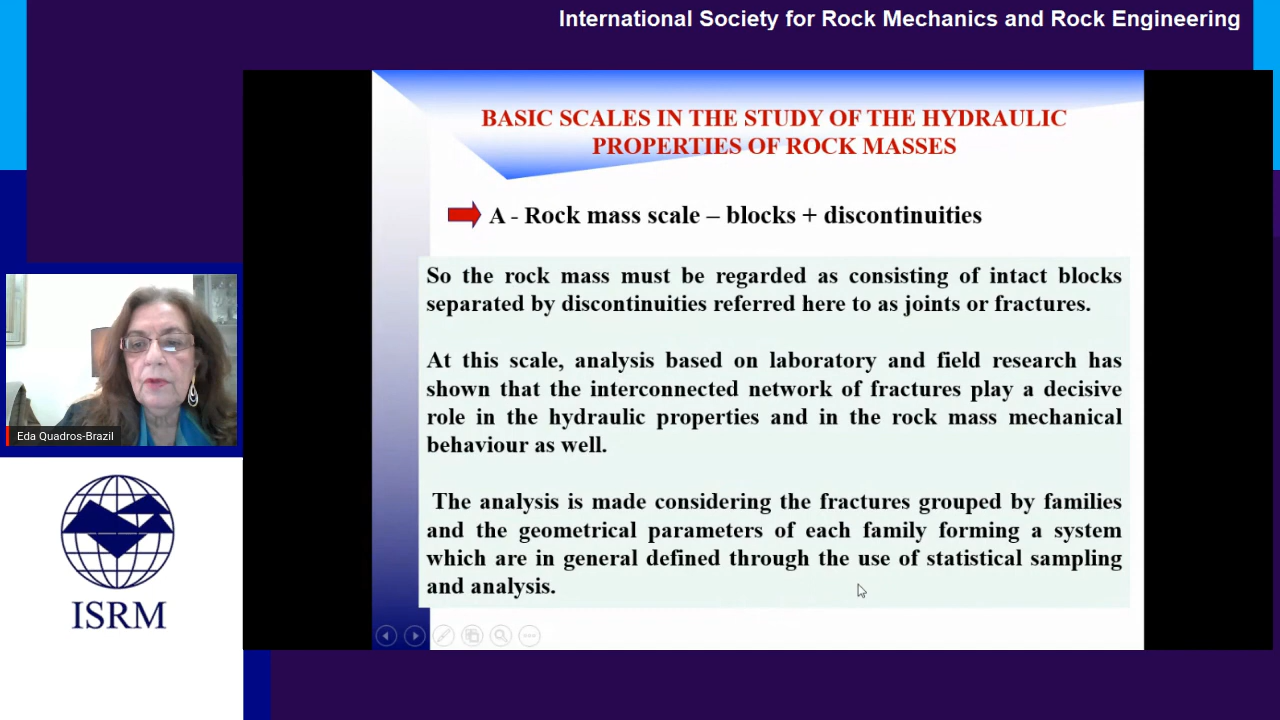 International Society for Rock Mechanics and Rock Engineering
BASIC SCALES IN THE STUDY OF THE HYDRAULIC
PROPERTIES OF ROCK MASSES
A - Rock mass scale – blocks + discontinuities
So the rock mass must be regarded as consisting of intact blocks
separated by discontinuities referred here to as joints or fractures.
At this scale, analysis based on laboratory and field research has
shown that the interconnected network of fractures play a decisive
role in the hydraulic properties and in the rock mass mechanical
behaviour as well.
The analysis is made considering the fractures grouped by families
and the geometrical parameters of each family forming a system
which are in general defined through the use of statistical sampling
and analysis.
Eda Quadros-Brazil
ISRM